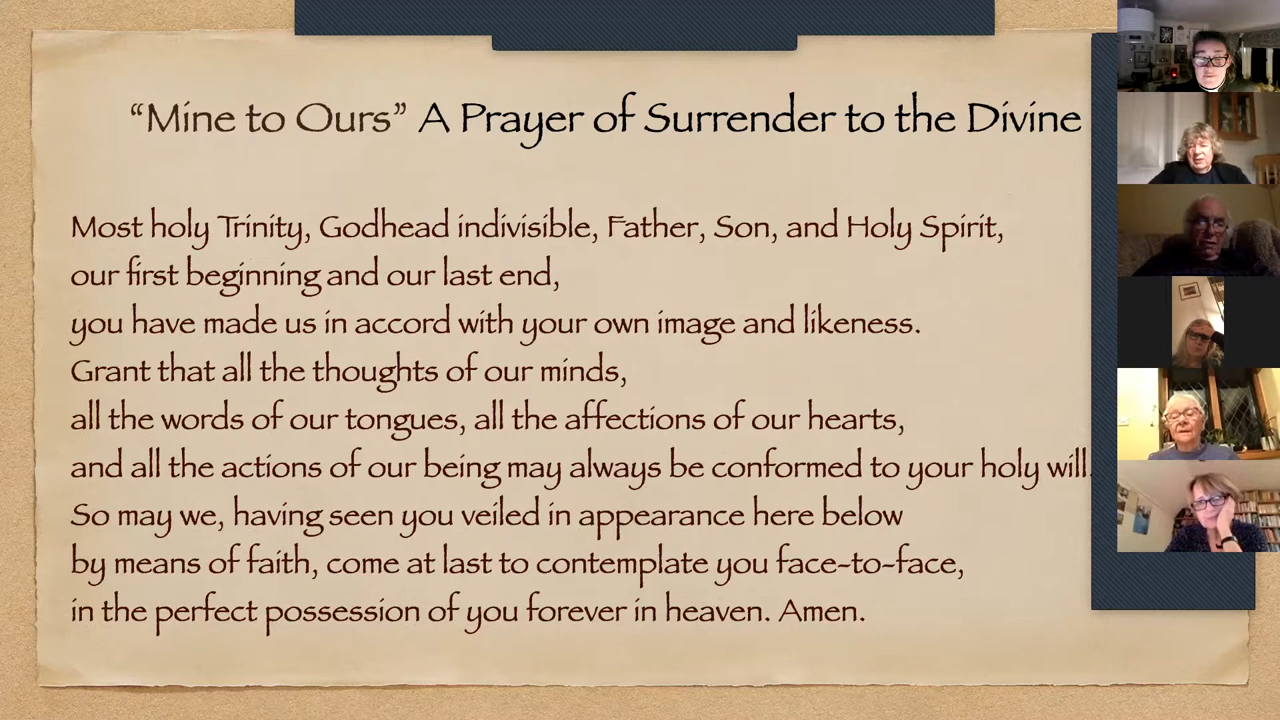 “Mine to Ours” A Prayer of Surrender to the Divine
Most holy Trinity, Godhead indivisible, Father, Son, and Holy Spirit,
our first beginning and our last end,
you have made us in accord with your own image and likeness.
Grant that all the thoughts of our minds,
all the words of our tongues, all the affections of our hearts,
and all the actions of our being may always be conformed to your holy will.
So may we, having seen you veiled in appearance here below
by means of faith, come at last to contemplate you face-to-face,
in the perfect possession of you forever in heaven. Amen.